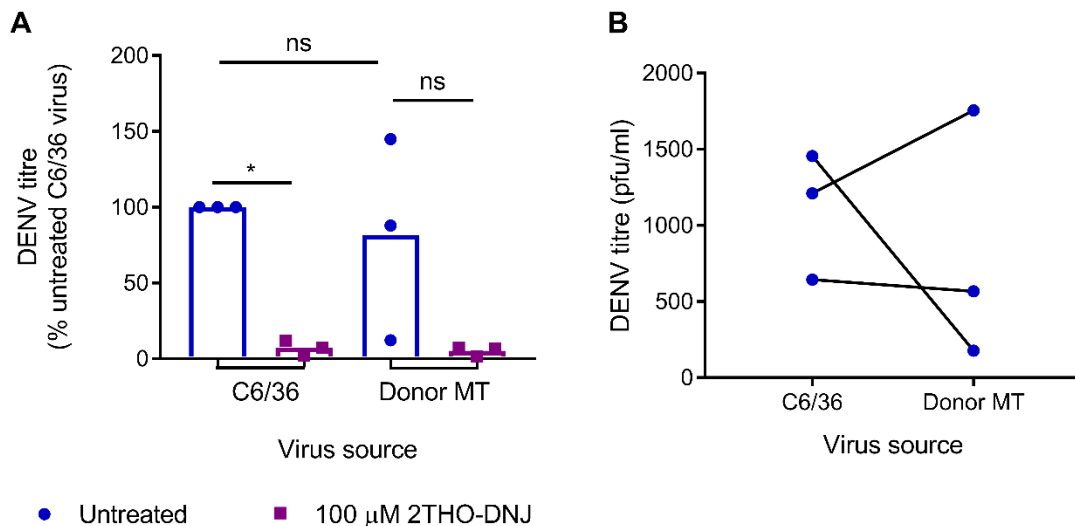 A
DENV titre
(% untreated C6/36 virus)
200
150
100
50
0
ns
ns
*
C6/36
Donor MT
Virus source
B
DENV titre (pfu/ml)
2000
1500
1000
500
0
C6/36
Donor MT
Virus source
Untreated
100 μM 2THO-DNJ